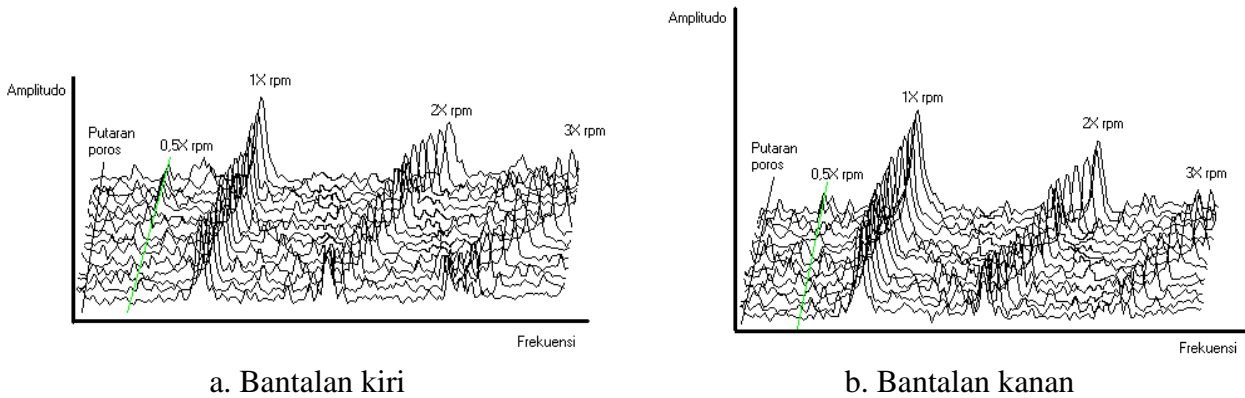 Amplitudo
1X rpm
2X rpm
3X rpm
Putaran
poros
0,5X rpm
Frekuensi
a. Bantalan kiri
Amplitudo
1X rpm
2X rpm
3X rpm
Putaran
poros
0,5X rpm
Frekuensi
b. Bantalan kanan